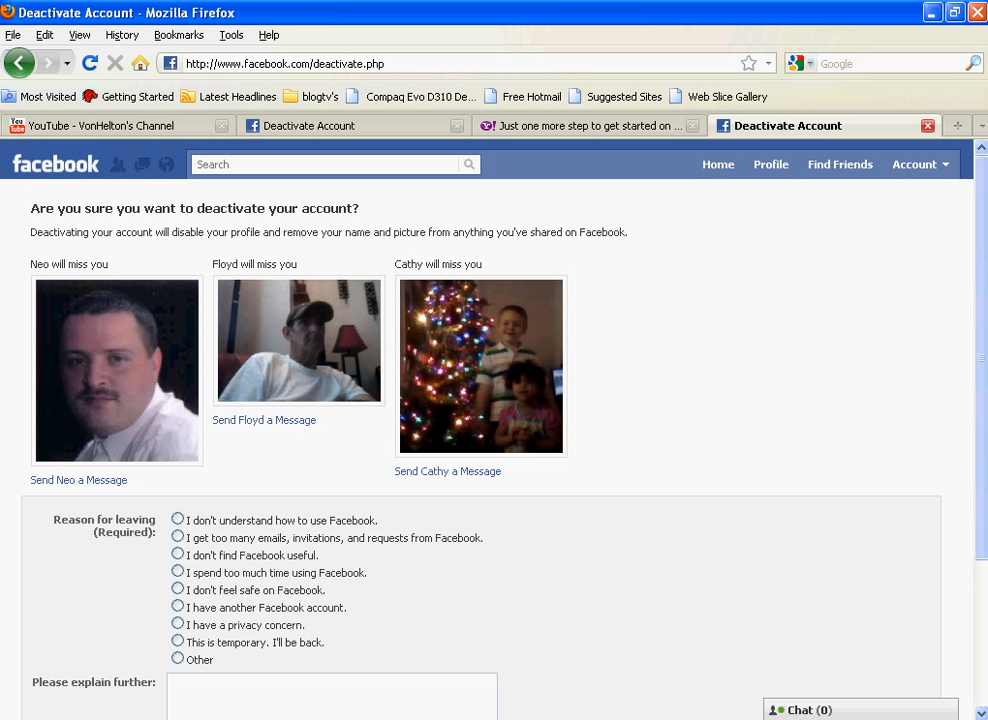 Deactivate Account - Mozilla Firefox
File Edit View History Bookmarks Tools Help
http://www.facebook.com/deactivate.php
Google
Most Visited Getting Started Latest Headlines blogtv's Compaq Evo D310 De... Free Hotmail Suggested Sites Web Slice Gallery
YouTube - VonHelton's Channel Deactivate Account Just one more step to get started on ... Deactivate Account
facebook Search Home Profile Find Friends Account
Are you sure you want to deactivate your account?
Deactivating your account will disable your profile and remove your name and picture from anything you've shared on Facebook.
Neo will miss you Floyd will miss you Cathy will miss you
Send Floyd a Message
Send Cathy a Message
Send Neo a Message
Reason for leaving
(Required):
I don't understand how to use Facebook.
I get too many emails, invitations, and requests from Facebook.
I don't find Facebook useful.
I spend too much time using Facebook.
I don't feel safe on Facebook.
I have another Facebook account.
I have a privacy concern.
This is temporary. I'll be back.
Other
Please explain further:
Chat (0)